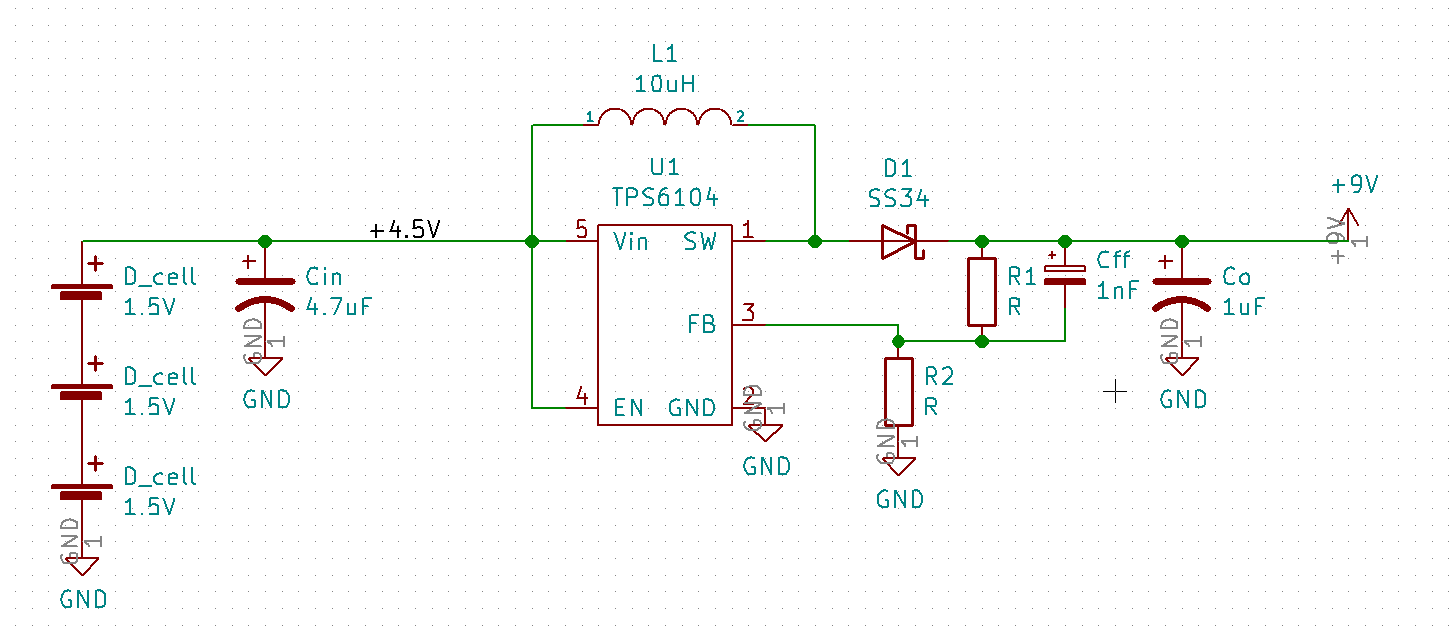 L1
10uH
1
2
U1
TPS6104
D1
SS34
+9V
+9V
1
+4.5V
5
Vin
SW
1
+
D_cell
1.5V
+
Cin
4.7uF
GND
1
GND
FB
3
R1
R
+
Cff
1nF
+
Co
1uF
GND
1
GND
+
D_cell
1.5V
4
EN
GND
2
GND
1
GND
R2
R
GND
1
GND
+
D_cell
1.5V
GND
1
GND